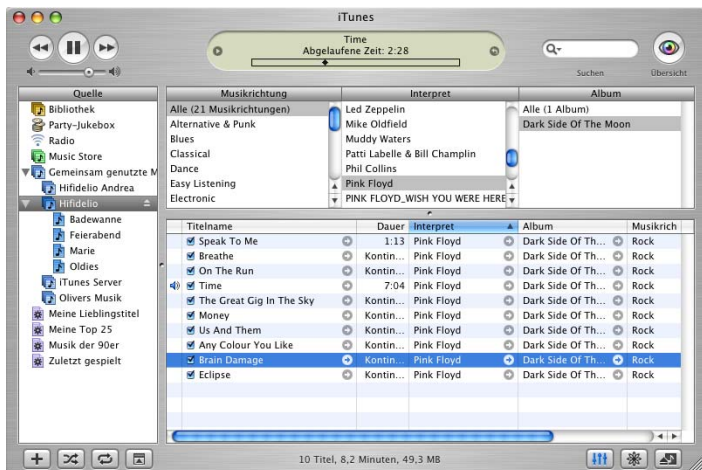 iTunes
Time
Abgelaufene Zeit: 2:28
Suchen
Übersicht
Quelle
Bibliothek
Party-Jukebox
Radio
Music Store
Gemeinsam genutzte M
Hifidelio Andrea
Hifidelio
Badewanne
Feierabend
Marie
Oldies
iTunes Server
Olivers Musik
Meine Lieblingstitel
Meine Top 25
Musik der 90er
Zuletzt gespielt
Musikrichtung
Alle (21 Musikrichtungen)
Alternative & Punk
Blues
Classical
Dance
Easy Listening
Electronic
Interpret
Led Zeppelin
Mike Oldfield
Muddy Waters
Patti Labelle & Bill Champlin
Phil Collins
Pink Floyd
PINK FLOYD_WISH YOU WERE HERE
Album
Alle (1 Album)
Dark Side Of The Moon
Titelname Dauer Interpret Album Musikrich
Speak To Me 1:13 Pink Floyd Dark Side Of Th... Rock
Breathe Kontin... Pink Floyd Dark Side Of Th... Rock
On The Run Kontin... Pink Floyd Dark Side Of Th... Rock
Time 7:04 Pink Floyd Dark Side Of Th... Rock
The Great Gig In The Sky Kontin... Pink Floyd Dark Side Of Th... Rock
Money Kontin... Pink Floyd Dark Side Of Th... Rock
Us And Them Kontin... Pink Floyd Dark Side Of Th... Rock
Any Colour You Like Kontin... Pink Floyd Dark Side Of Th... Rock
Brain Damage Kontin... Pink Floyd Dark Side Of Th... Rock
Eclipse Kontin... Pink Floyd Dark Side Of Th... Rock
10 Titel, 8,2 Minuten, 49,3 MB